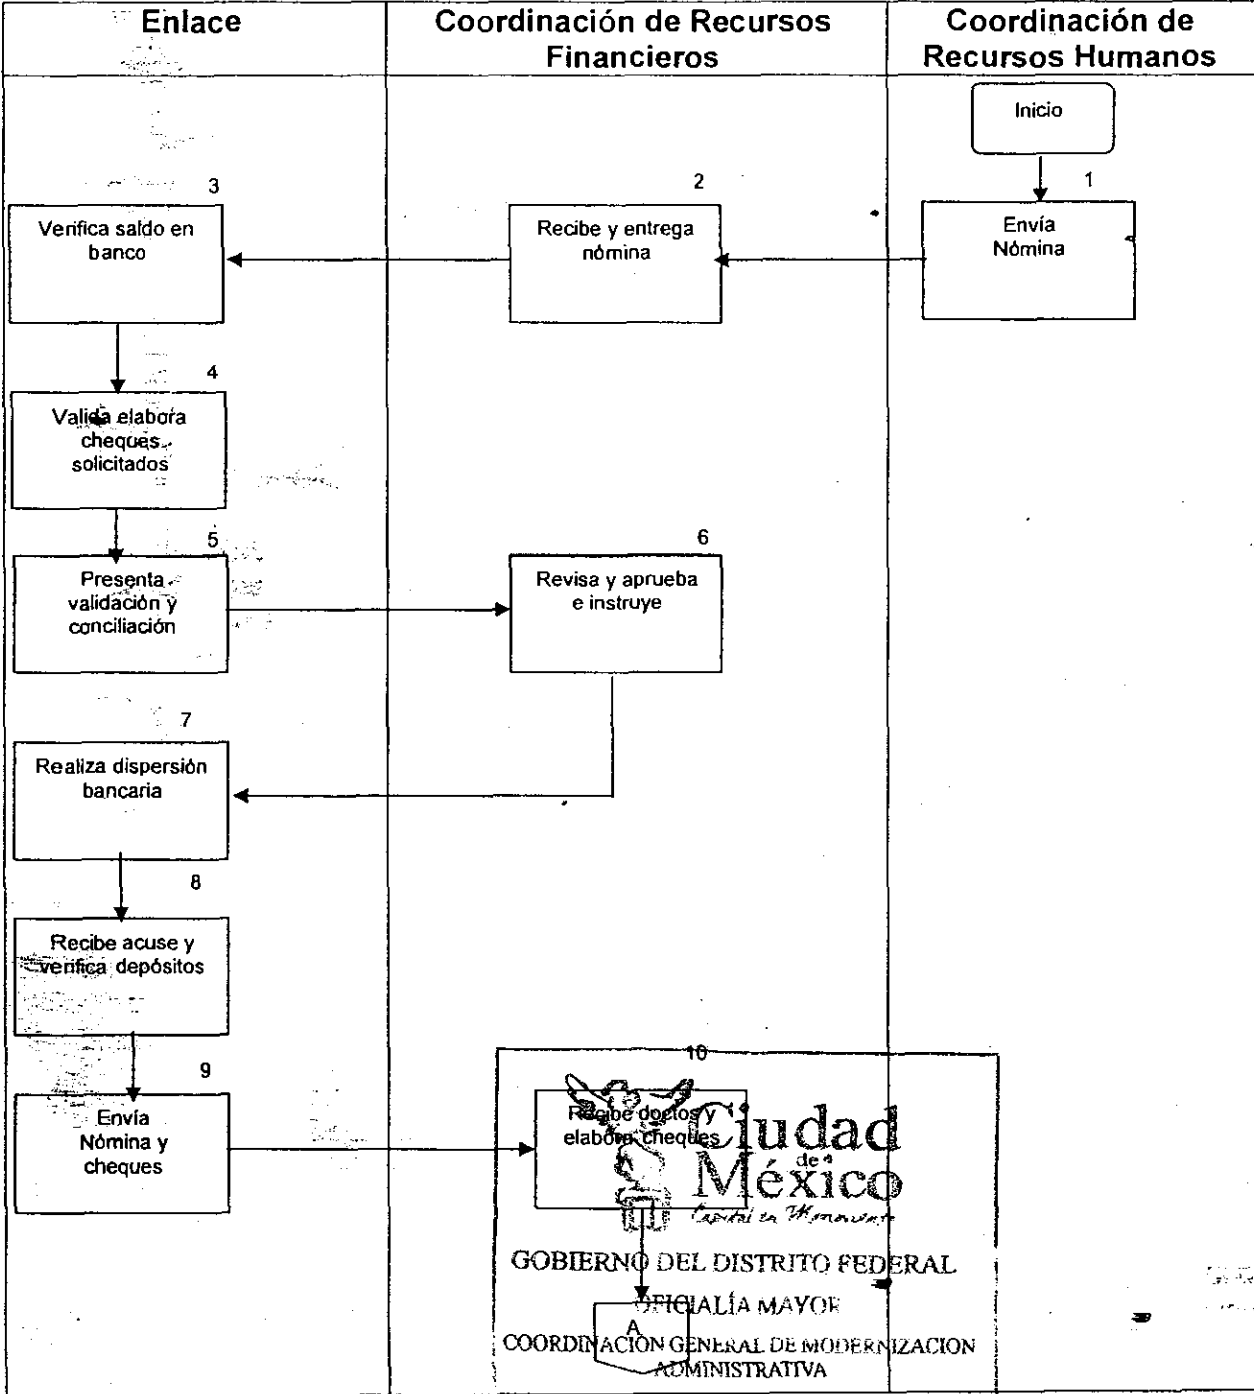 Enlace
Coordinación de Recursos
Financieros
Coordinación de
Recursos Humanos
Inicio
1
Envía
Nómina
2
Recibe y entrega
nómina
3
Verifica saldo en
banco
4
Valida elabora
cheques
solicitados
5
Presenta
validación y
conciliación
6
Revisa y aprueba
e instruye
7
Realiza dispersión
bancaria
8
Recibe acuse y
verifica depósitos
9
Envía
Nómina y
cheques
10
Recibe doctos y
elabora cheques
A
Ciudad
de
México
Capital en Movimiento
GOBIERNO DEL DISTRITO FEDERAL
OFICIALÍA MAYOR
COORDINACIÓN GENERAL DE MODERNIZACION
ADMINISTRATIVA